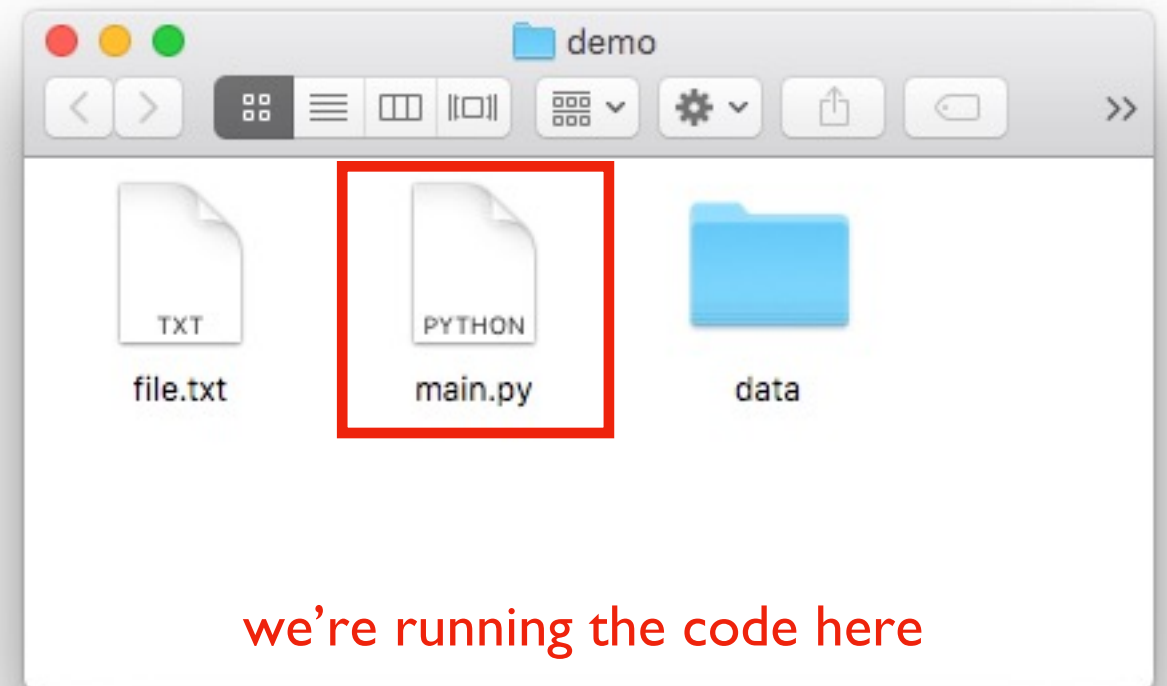 demo
TXT
PYTHON
file.txt
main.py
data
we're running the code here